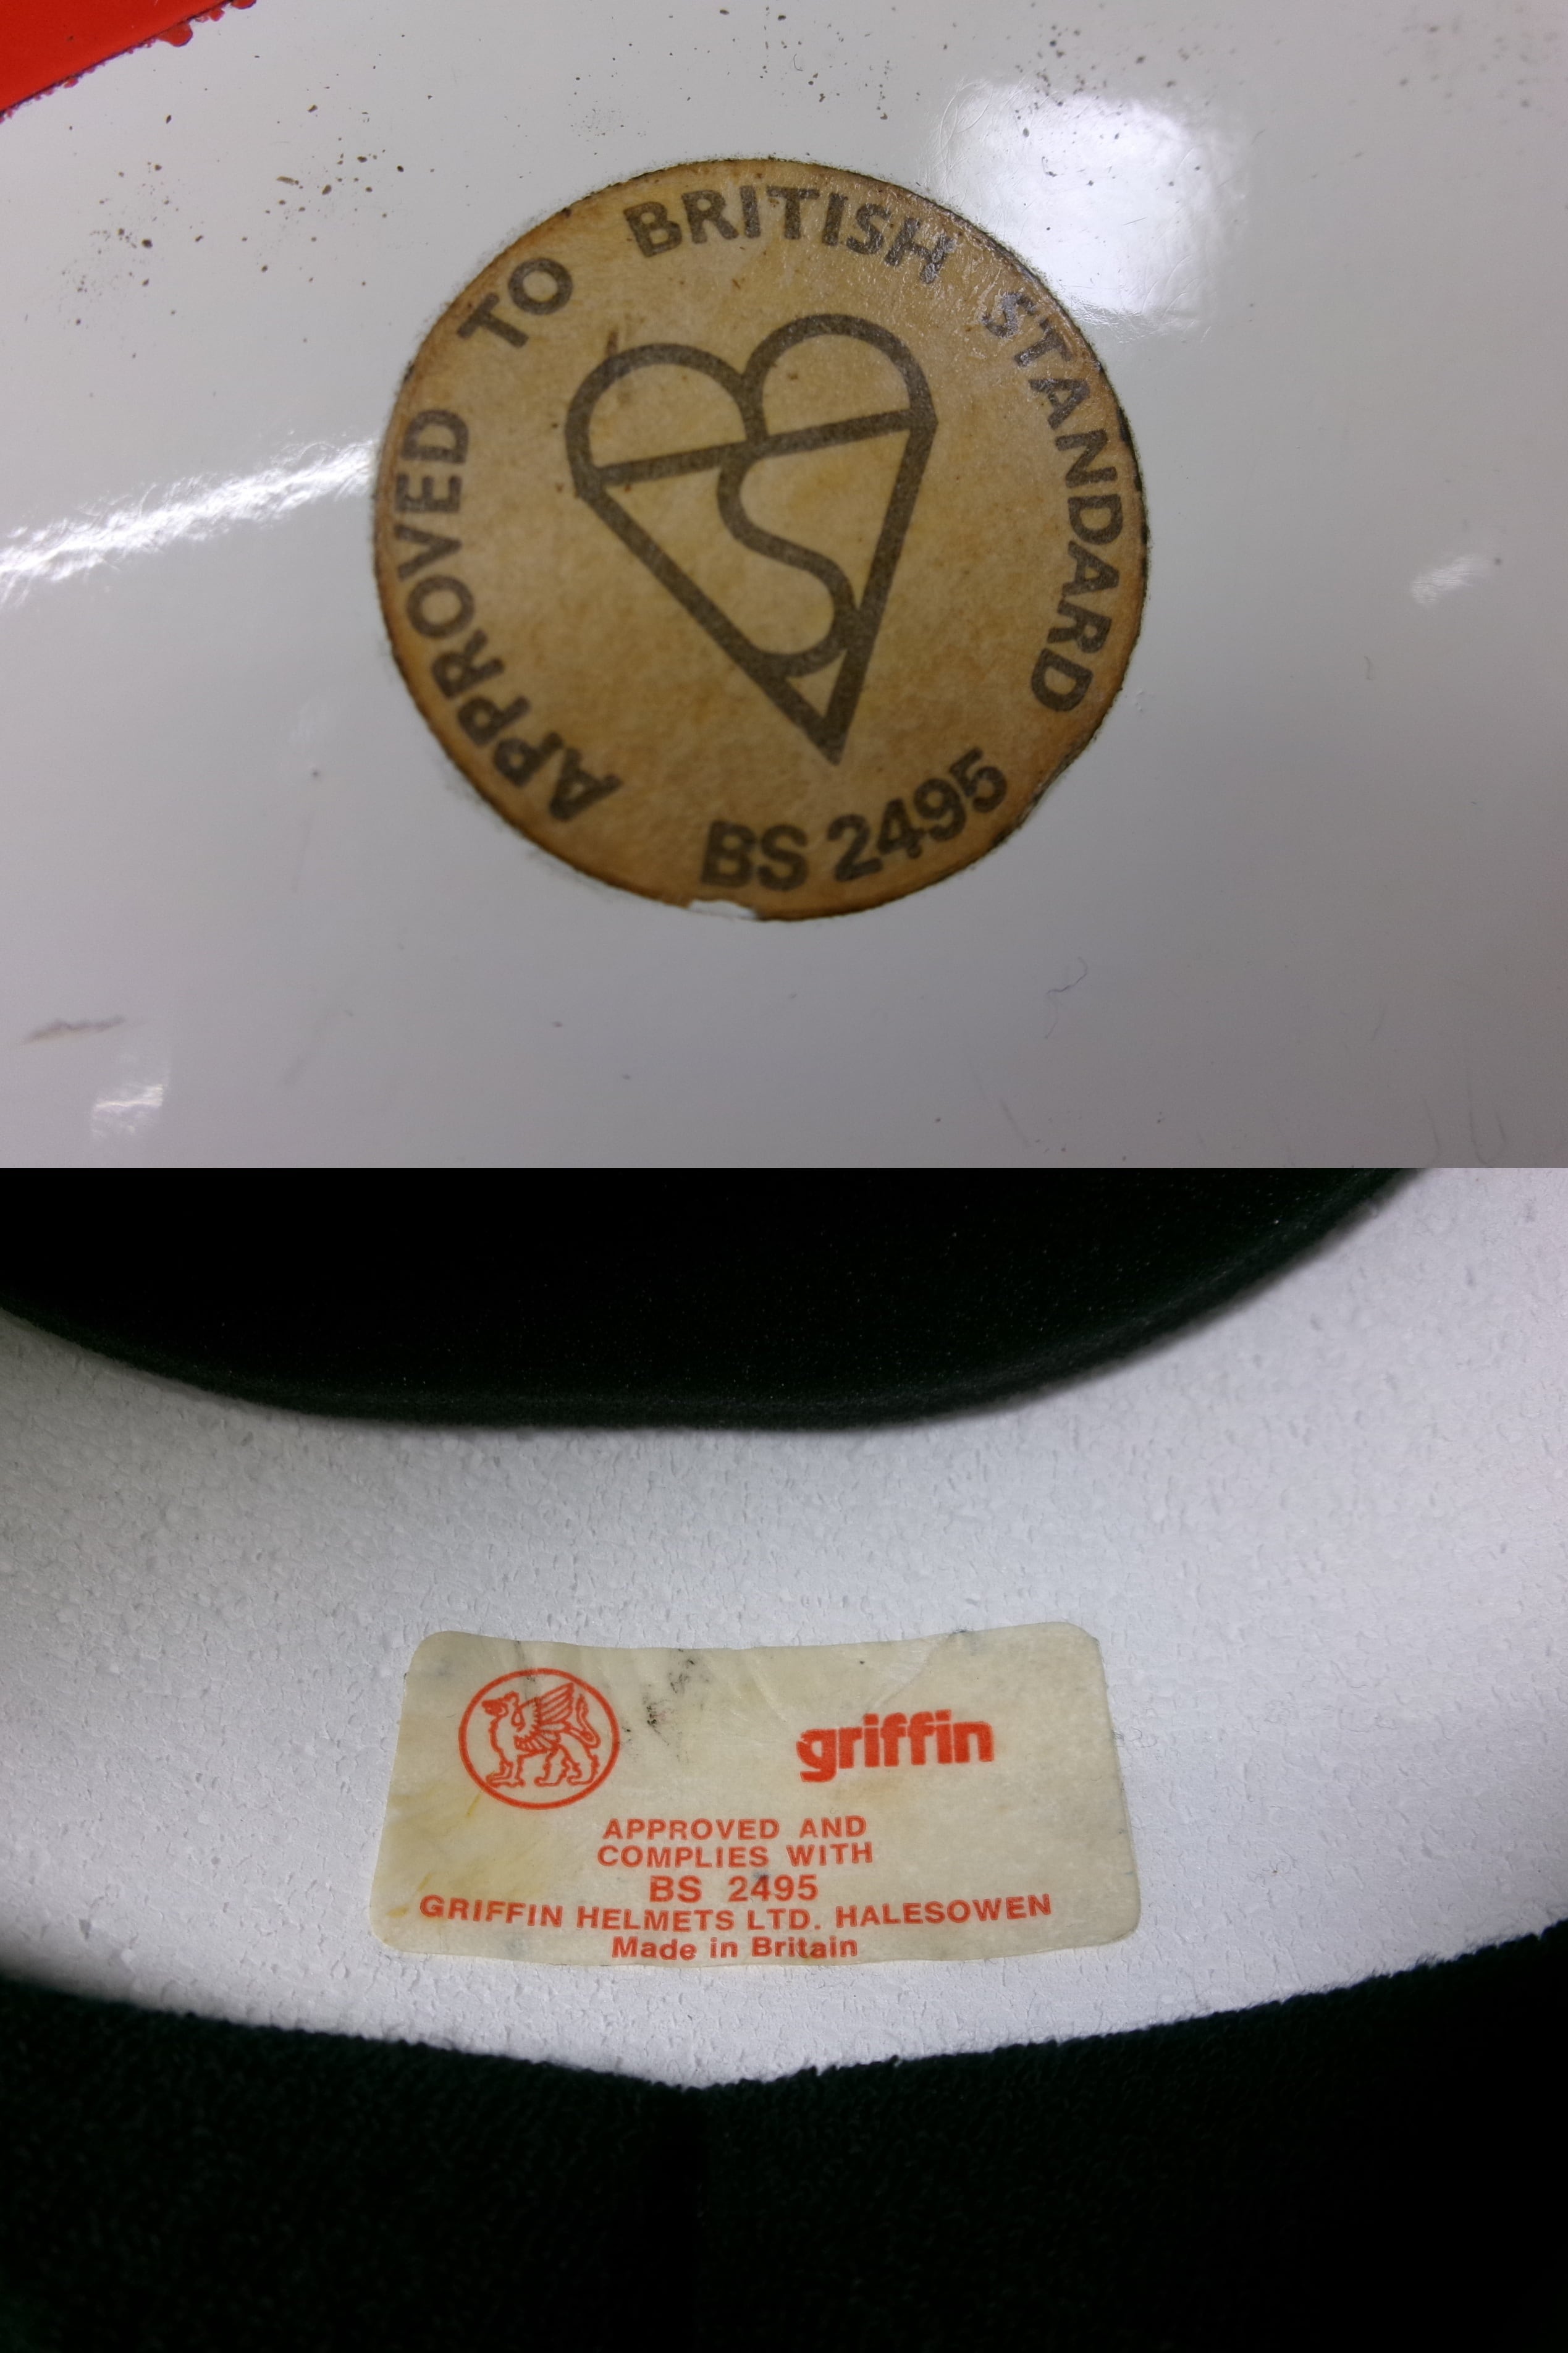 APPROVED TO BRITISH STANDARD
BS 2495
griffin
APPROVED AND
COMPLIES WITH
BS 2495
GRIFFIN HELMETS LTD. HALESOWEN
Made in Britain